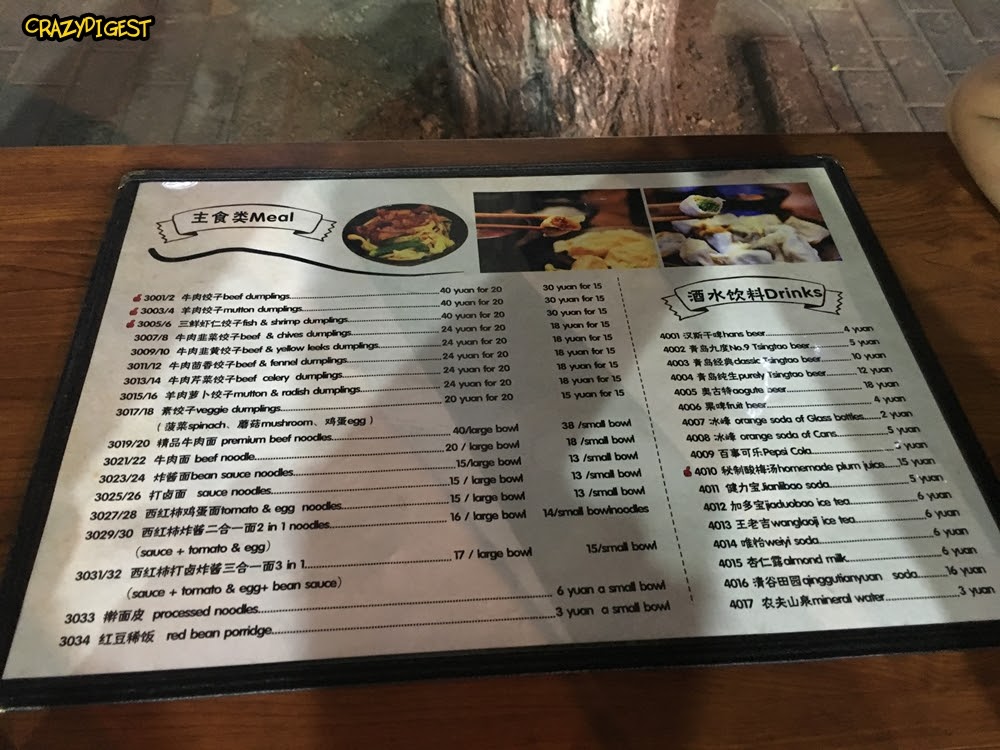 CRAZYDIGEST
主食类Meal
3001/2 牛肉饺子beef dumplings 40 yuan for 20 30 yuan for 15
3003/4 羊肉饺子mutton dumplings 40 yuan for 20 30 yuan for 15
3005/6 三鲜虾仁饺子fish & shrimp dumplings 40 yuan for 20 30 yuan for 15
3007/8 牛肉韭菜饺子beef & chives dumplings 24 yuan for 20 18 yuan for 15
3009/10 牛肉韭黄饺子beef & yellow leeks dumplings 24 yuan for 20 18 yuan for 15
3011/12 牛肉茴香饺子beef & fennel dumplings 24 yuan for 20 18 yuan for 15
3013/14 牛肉芹菜饺子beef celery dumplings 24 yuan for 20 18 yuan for 15
3015/16 羊肉萝卜饺子mutton & radish dumplings 24 yuan for 20 18 yuan for 15
3017/18 素饺子veggie dumplings 20 yuan for 20 15 yuan for 15
（菠菜spinach、蘑菇mushroom、鸡蛋egg）
3019/20 精品牛肉面 premium beef noodles 40/large bowl 38 /small bowl
3021/22 牛肉面 beef noodle 20 / large bowl 18 /small bowl
3023/24 炸酱面bean sauce noodles 15/large bowl 13 /small bowl
3025/26 打卤面 sauce noodles 15 / large bowl 13 /small bowl
3027/28 西红柿鸡蛋面tomato & egg noodles 15 / large bowl 13 /small bowl
3029/30 西红柿炸酱二合一面2 in 1 noodles 16 / large bowl 14/small bowlnoodles
（sauce + tomato & egg）
3031/32 西红柿打卤炸酱三合一面3 in 1 17 / large bowl 15/small bowl
（sauce + tomato & egg+ bean sauce）
3033 擀面皮 processed noodles 6 yuan a small bowl
3034 红豆稀饭 red bean porridge 3 yuan a small bowl
酒水饮料Drinks
4001 汉斯干啤hans beer 4 yuan
4002 青岛九度No.9 Tsingtao beer 5 yuan
4003 青岛经典classic Tsingtao beer 10 yuan
4004 青岛纯生purely Tsingtao beer 12 yuan
4005 奥古特aogute beer 18 yuan
4006 果啤fruit beer 4 yuan
4007 冰峰 orange soda of Glass bottles 2 yuan
4008 冰峰 orange soda of Cans 5 yuan
4009 百事可乐Pepsi Cola yuan
4010 秘制酸梅汤homemade plum juice 15 yuan
4011 健力宝Jianlibao soda 5 yuan
4012 加多宝jiaduobao ice tea 6 yuan
4013 王老吉wanglaoji ice tea 6 yuan
4014 唯怡weiyi soda 6 yuan
4015 杏仁露almond milk 6 yuan
4016 清谷田园qinggutianyuan soda 16 yuan
4017 农夫山泉mineral water 3 yuan